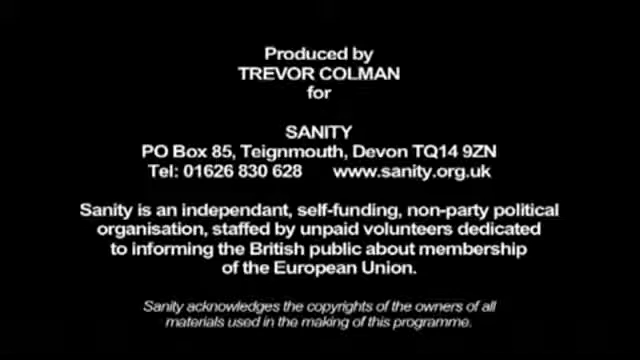 Produced by
TREVOR COLMAN
for
SANITY
PO Box 85, Teignmouth, Devon TQ14 9ZN
Tel: 01626 830 628 www.sanity.org.uk
Sanity is an independant, self-funding, non-party political
organisation, staffed by unpaid volunteers dedicated
to informing the British public about membership
of the European Union.
Sanity acknowledges the copyrights of the owners of all
materials used in the making of this programme.